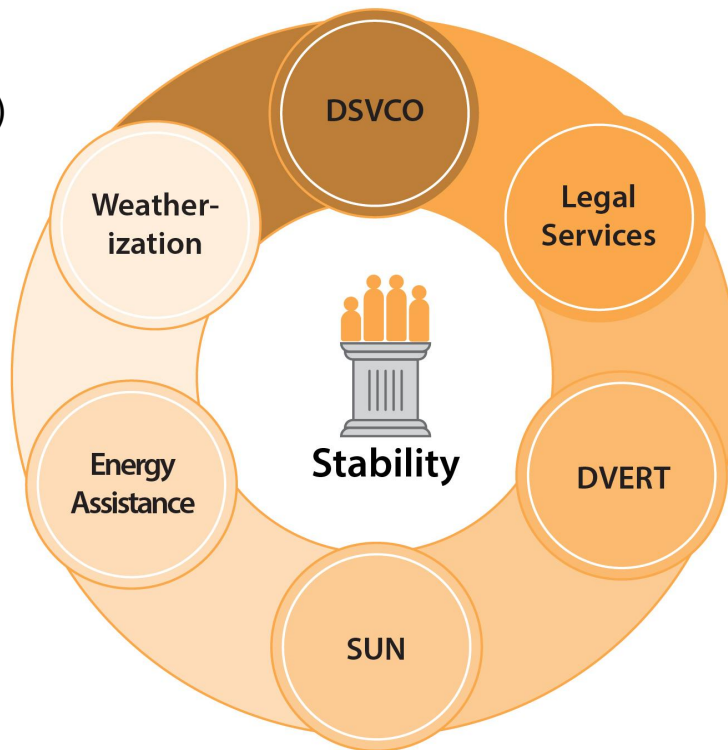 )
DSVCO
Legal
Services
DVERT
SUN
Energy
Assistance
Weather-
ization
Stability